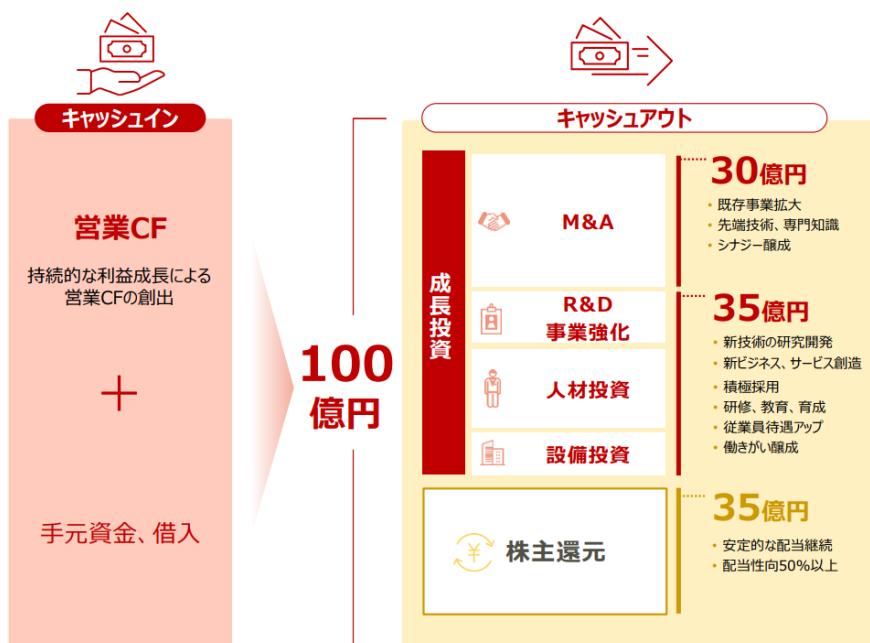 キャッシュイン
営業CF
持続的な利益成長による
営業CFの創出
＋
手元資金、借入
100
億円
キャッシュアウト
成長投資
M&A
30億円
・既存事業拡大
・先端技術、専門知識
・シナジー醸成
R&D
事業強化
人材投資
設備投資
35億円
・新技術の研究開発
・新ビジネス、サービス創造
・積極採用
・研修、教育、育成
・従業員待遇アップ
・働きがい醸成
¥
株主還元
35億円
・安定的な配当継続
・配当性向50%以上